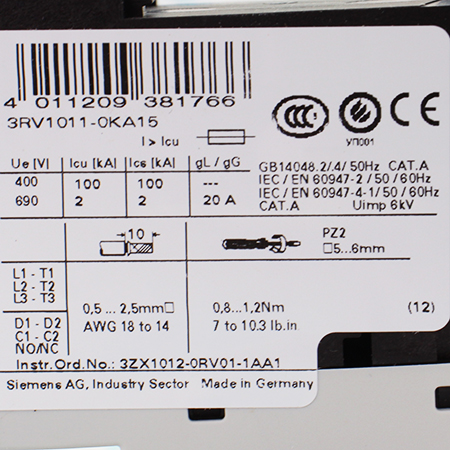 4 011209 381766
3RV1011-0KA15
I > Icu
CCC
УП001
CE
Ue [V] Icu [kA] Ics [kA] gL / gG
400 100 100 ---
690 2 2 20 A
GB14048.2/.4/ 50Hz CAT.A
IEC / EN 60947-2 / 50 / 60Hz
IEC / EN 60947-4-1/ 50 / 60Hz
CAT.A Uimp 6kV
10
PZ2
□5...6mm
L1 - T1
L2 - T2
L3 - T3
0,5 ... 2,5mm□
0,8...1,2Nm
(12)
D1 - D2
C1 - C2
NO/NC
AWG 18 to 14
7 to 10.3 lb.in
Instr.Ord.No.: 3ZX1012-0RV01-1AA1
Siemens AG, Industry Sector Made in Germany